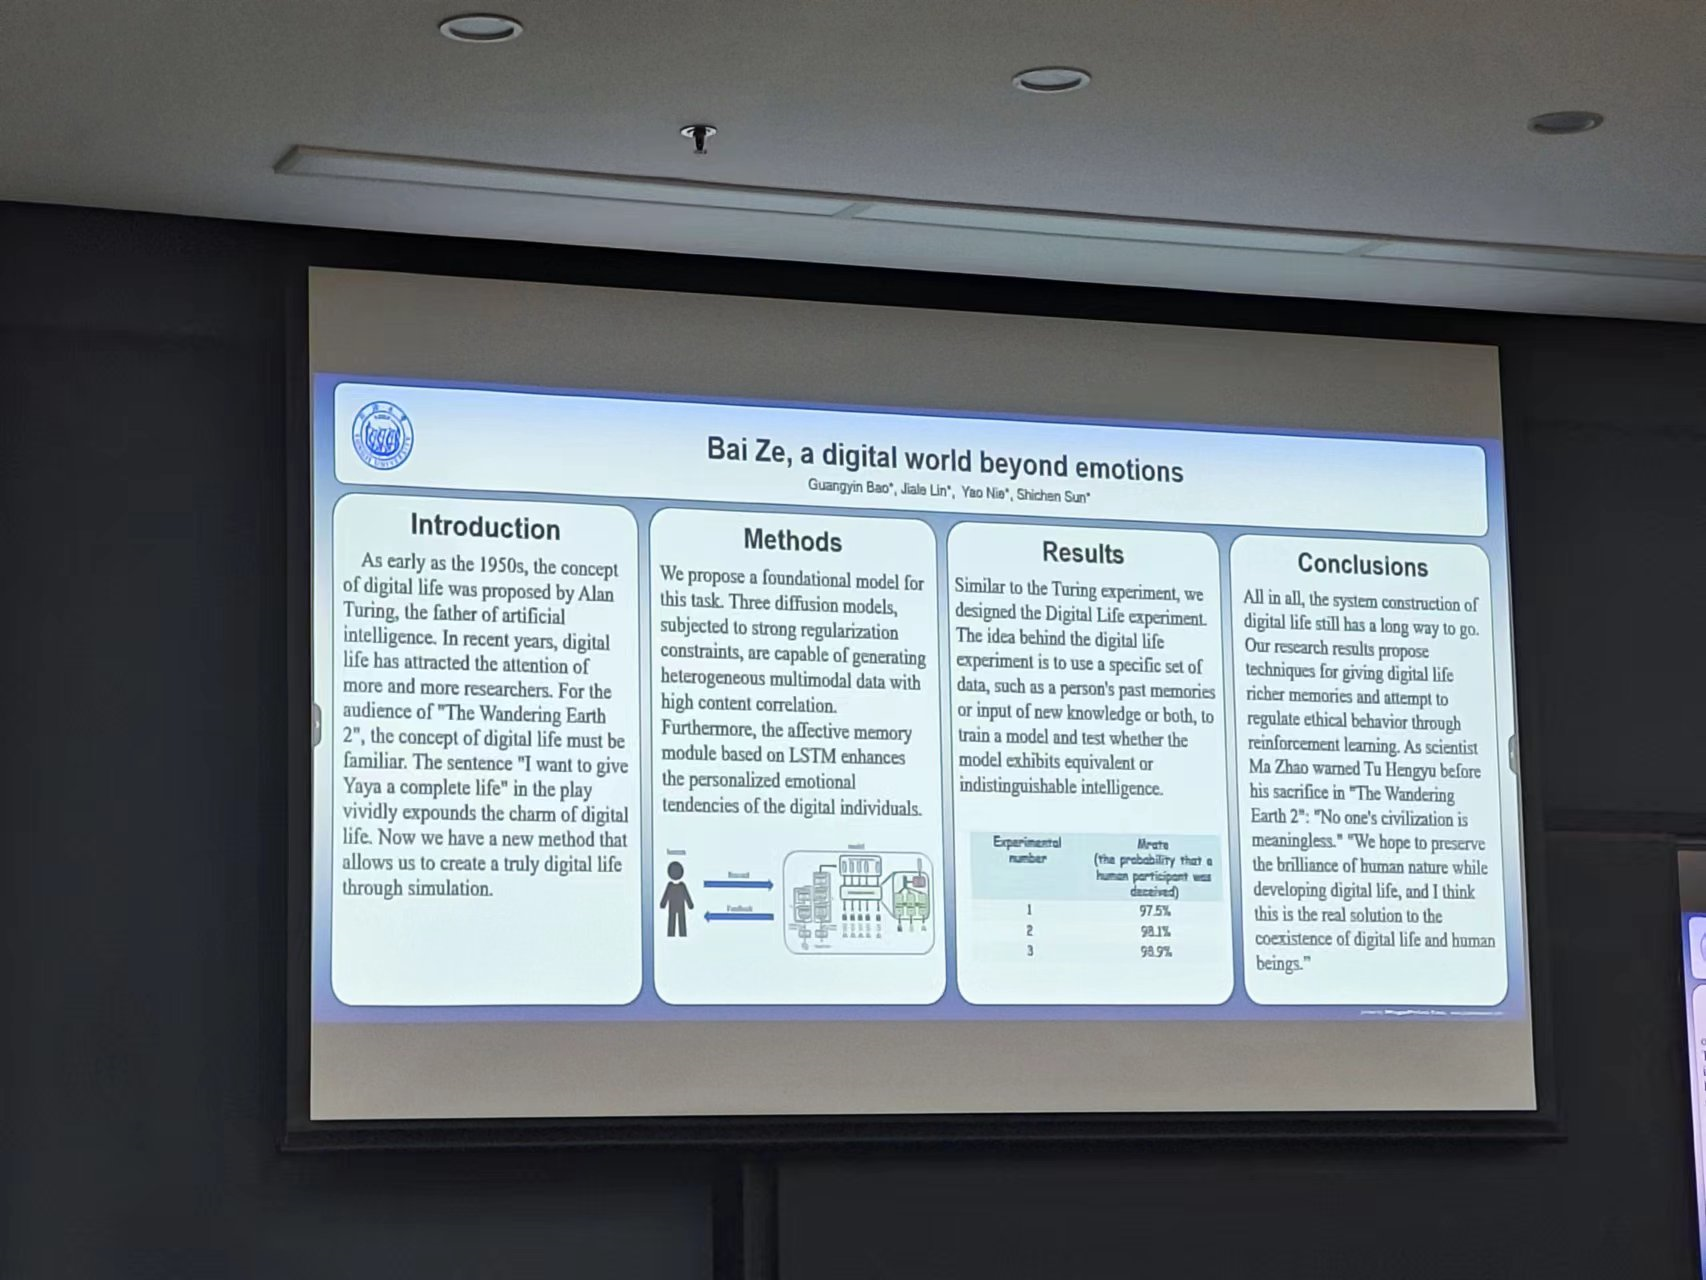 Bai Ze, a digital world beyond emotions
Guangyin Bao*, Jiale Lin*, Yao Nie*, Shichen Sun*
Introduction
As early as the 1950s, the concept
of digital life was proposed by Alan
Turing, the father of artificial
intelligence. In recent years, digital
life has attracted the attention of
more and more researchers. For the
audience of "The Wandering Earth
2", the concept of digital life must be
familiar. The sentence "I want to give
Yaya a complete life" in the play
vividly expounds the charm of digital
life. Now we have a new method that
allows us to create a truly digital life
through simulation.
Methods
We propose a foundational model for
this task. Three diffusion models,
subjected to strong regularization
constraints, are capable of generating
heterogeneous multimodal data with
high content correlation.
Furthermore, the affective memory
module based on LSTM enhances
the personalized emotional
tendencies of the digital individuals.
human
model
Feedback
Results
Similar to the Turing experiment, we
designed the Digital Life experiment.
The idea behind the digital life
experiment is to use a specific set of
data, such as a person's past memories
or input of new knowledge or both, to
train a model and test whether the
model exhibits equivalent or
indistinguishable intelligence.
Experimental number
Mrate
(the probability that a
human participant was
deceived)
1 97.5%
2 98.1%
3 98.9%
Conclusions
All in all, the system construction of
digital life still has a long way to go.
Our research results propose
techniques for giving digital life
richer memories and attempt to
regulate ethical behavior through
reinforcement learning. As scientist
Ma Zhao warned Tu Hengyu before
his sacrifice in "The Wandering
Earth 2": "No one's civilization is
meaningless." "We hope to preserve
the brilliance of human nature while
developing digital life, and I think
this is the real solution to the
coexistence of digital life and human
beings."